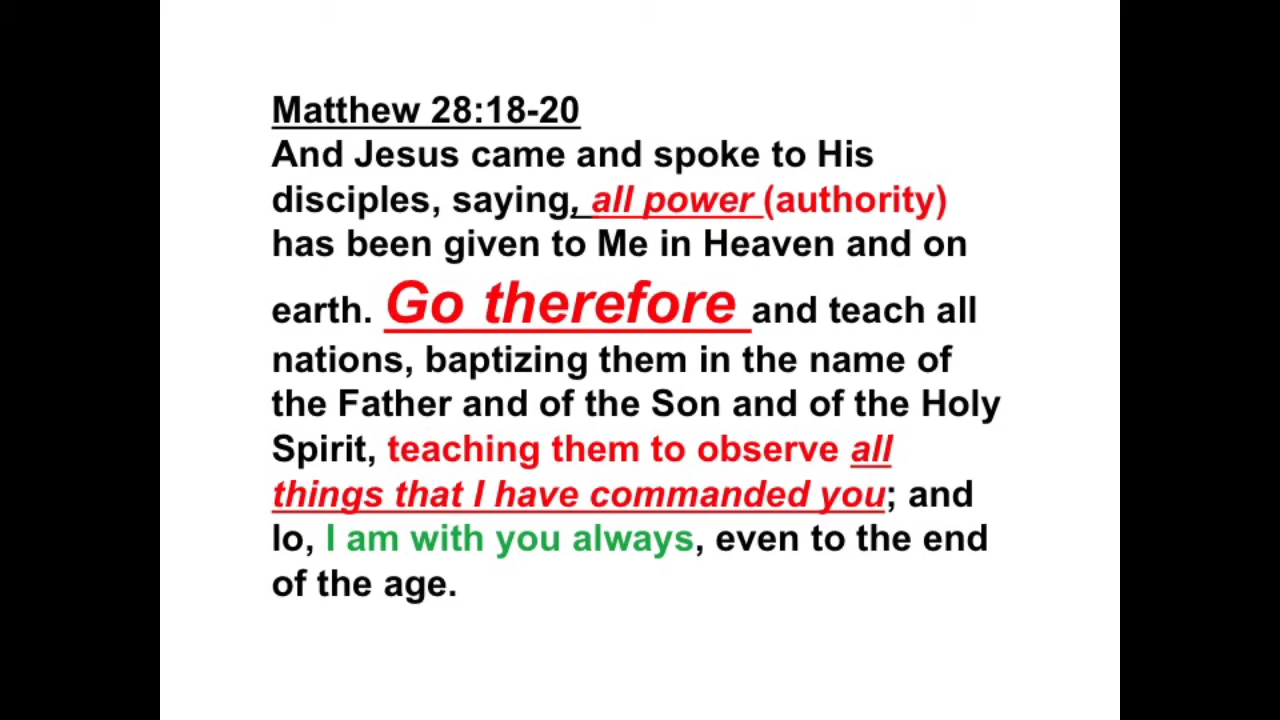 Matthew 28:18-20
And Jesus came and spoke to His
disciples, saying, all power (authority)
has been given to Me in Heaven and on
earth. Go therefore and teach all
nations, baptizing them in the name of
the Father and of the Son and of the Holy
Spirit, teaching them to observe all
things that I have commanded you; and
lo, I am with you always, even to the end
of the age.